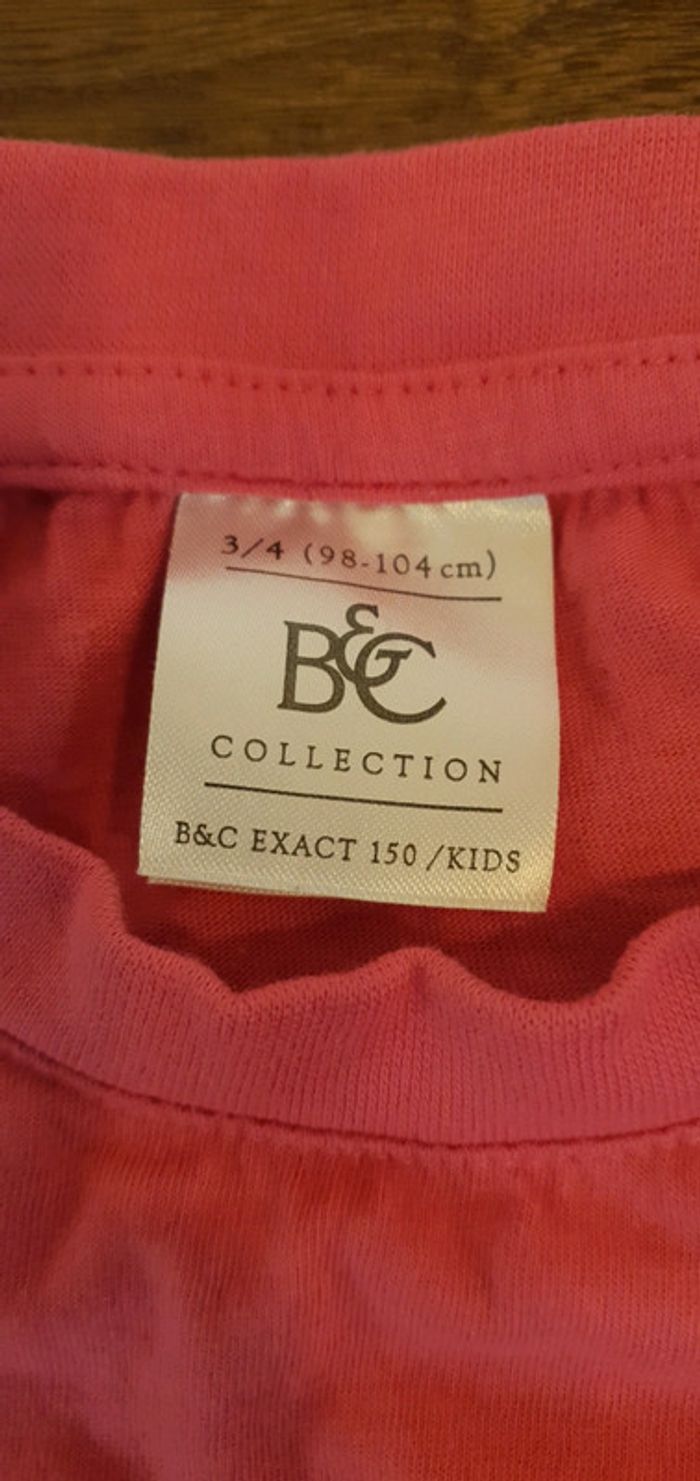 3/4 (98-104 cm)
B&C
COLLECTION
B&C EXACT 150 /KIDS